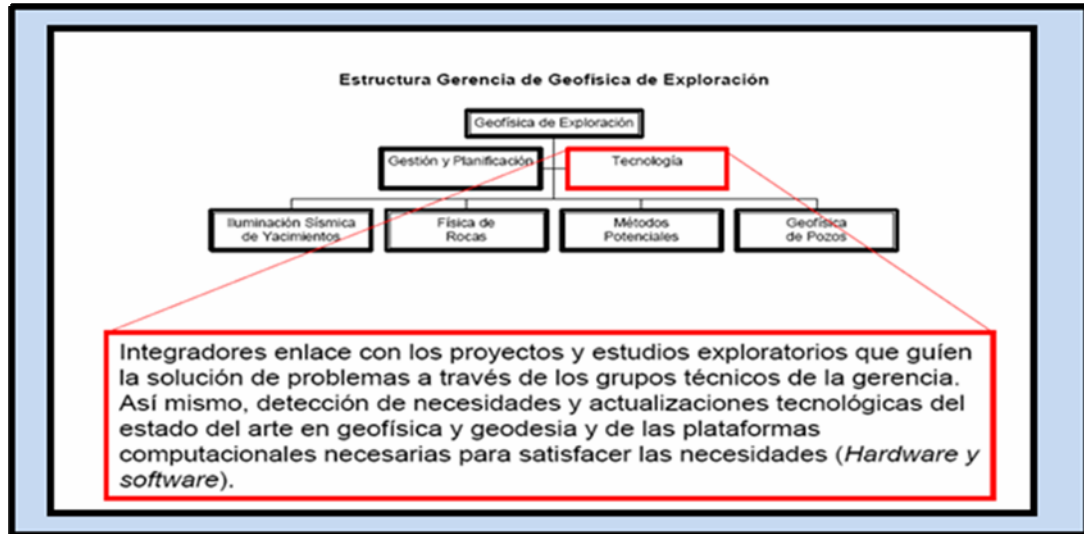 Estructura Gerencia de Geofísica de Exploración
Geofísica de Exploración
Gestión y Planificación
Tecnología
Iluminación Sísmica
de Yacimientos
Física de
Rocas
Métodos
Potenciales
Geofísica
de Pozos
Integradores enlace con los proyectos y estudios exploratorios que guíen
la solución de problemas a través de los grupos técnicos de la gerencia.
Así mismo, detección de necesidades y actualizaciones tecnológicas del
estado del arte en geofísica y geodesia y de las plataformas
computacionales necesarias para satisfacer las necesidades (Hardware y
software).